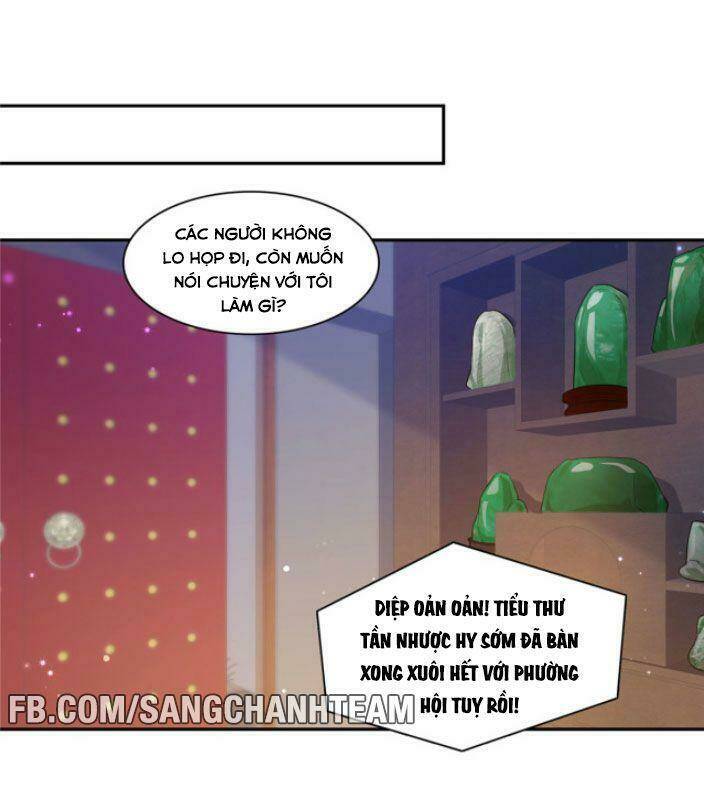 CÁC NGƯỜI KHÔNG
LO HỌP ĐI, CÒN MUỐN
NÓI CHUYỆN VỚI TÔI
LÀM GÌ?
DIỆP OẢN OẢN! TIỂU THƯ
TẦN NHƯỢC HY SỚM ĐÃ BÀN
XONG XUÔI HẾT VỚI PHƯỜNG
HỘI TUỴ RỒI!
FB.COM/SANGCHANHTEAM